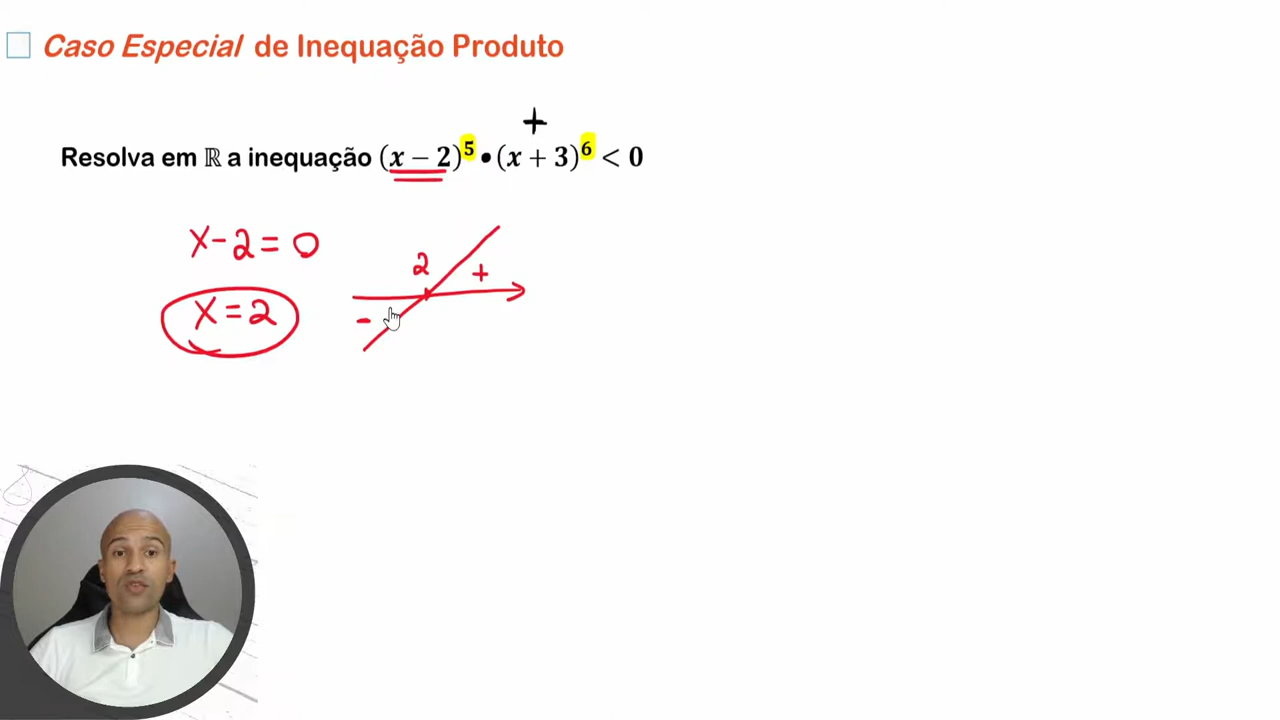 Caso Especial de Inequação Produto
+
Resolva em ℝ a inequação (x − 2)⁵ • (x + 3)⁶ < 0
x-2=0
x=2
2
+
-